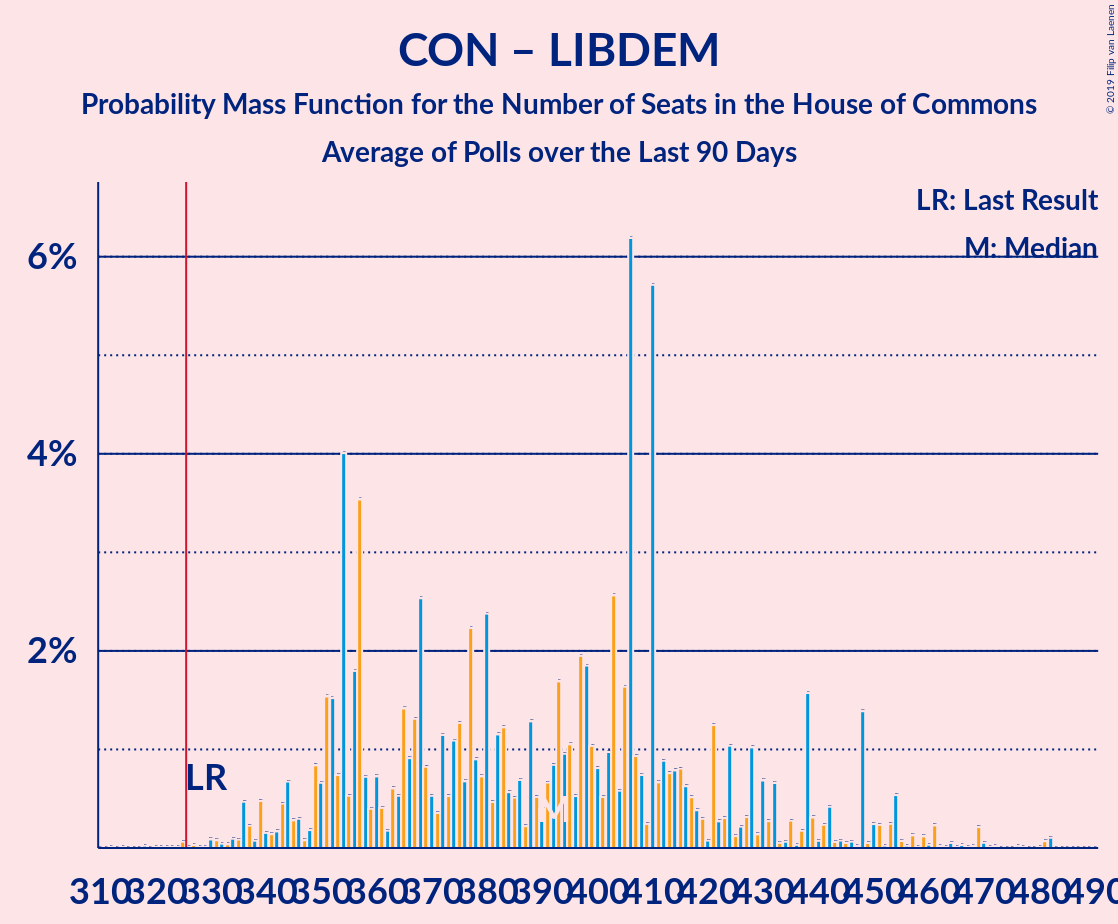 CON – LIBDEM
Probability Mass Function for the Number of Seats in the House of Commons
Average of Polls over the Last 90 Days
© 2019 Filip van Laenen
LR: Last Result
M: Median
6%
4%
2%
LR
M
310 320 330 340 350 360 370 380 390 400 410 420 430 440 450 460 470 480 490